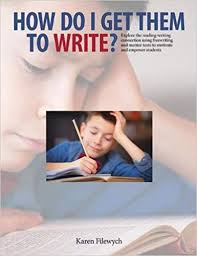 HOW DO I GET THEM
TO WRITE?
Explore the reading-writing
connection using freewriting
and mentor texts to motivate
and empower students
Karen Filewych